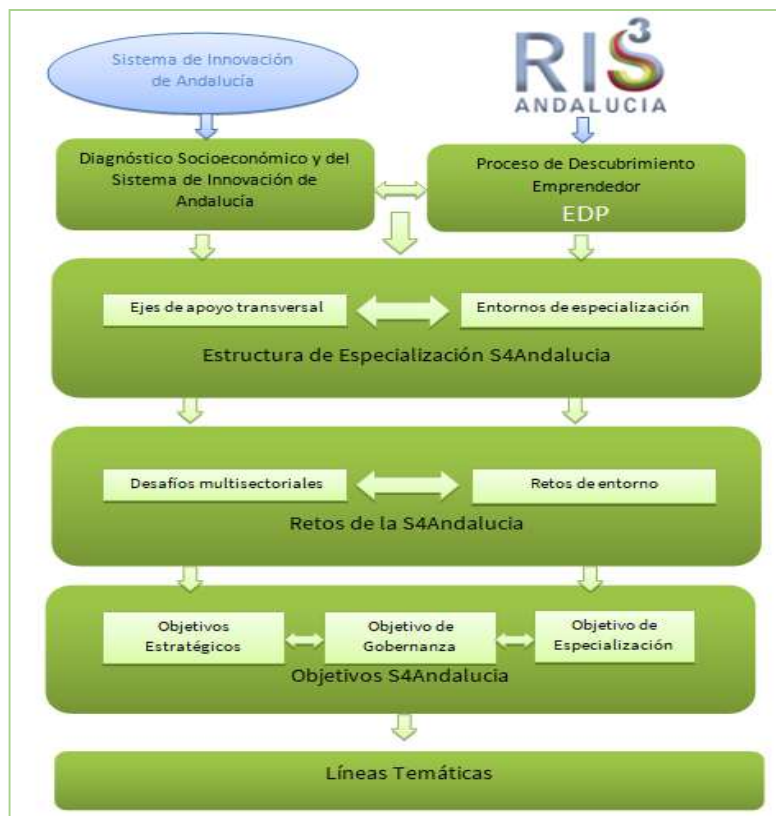 Sistema de Innovación
de Andalucía
RIS3
ANDALUCIA
Diagnóstico Socioeconómico y del
Sistema de Innovación de
Andalucía
Proceso de Descubrimiento
Emprendedor
EDP
Ejes de apoyo transversal
Entornos de especialización
Estructura de Especialización S4Andalucia
Desafíos multisectoriales
Retos de entorno
Retos de la S4Andalucia
Objetivos
Estratégicos
Objetivo de
Gobernanza
Objetivo de
Especialización
Objetivos S4Andalucia
Líneas Temáticas